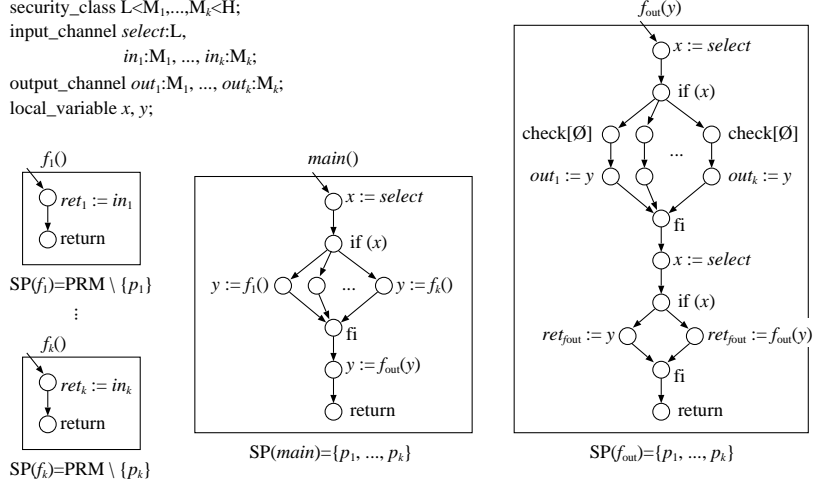 security_class L<M₁,...,Mₖ<H;
input_channel select:L,
in₁:M₁, ..., inₖ:Mₖ;
output_channel out₁:M₁, ..., outₖ:Mₖ;
local_variable x, y;
f₁()
ret₁ := in₁
return
SP(f₁)=PRM \ {p₁}
...
fₖ()
retₖ := inₖ
return
SP(fₖ)=PRM \ {pₖ}
main()
x := select
if (x)
y := f₁() ... y := fₖ()
fi
y := fout(y)
return
SP(main)={p₁, ..., pₖ}
fout(y)
x := select
if (x)
check[Ø] ... check[Ø]
out₁ := y outₖ := y
fi
x := select
if (x)
retfout := y retfout := fout(y)
fi
return
SP(fout)={p₁, ..., pₖ}